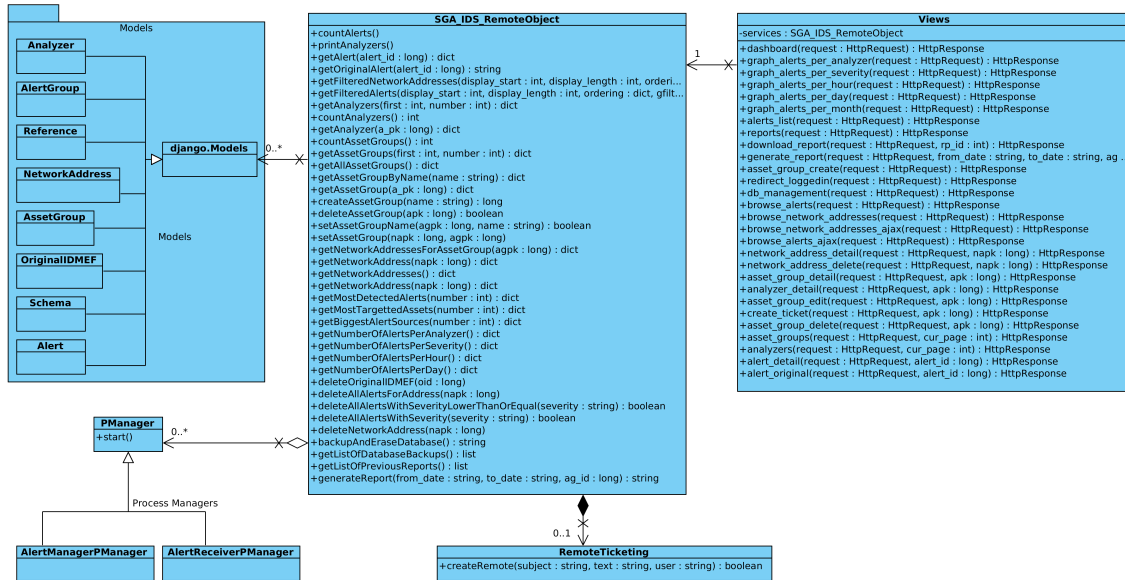 Models
Analyzer
AlertGroup
Reference
NetworkAddress
AssetGroup
OriginalIDMEF
Schema
Alert
Models
django.Models
0..*
SGA_IDS_RemoteObject
+countAlerts()
+printAnalyzers()
+getAlert(alert_id : long) : dict
+getOriginalAlert(alert_id : long) : string
+getFilteredNetworkAddresses(display_start : int, display_length : int, orderi...
+getFilteredAlerts(display_start : int, display_length : int, ordering : dict, gfilt...
+getAnalyzers(first : int, number : int) : dict
+countAnalyzers() : int
+getAnalyzer(a_pk : long) : dict
+countAssetGroups() : int
+getAssetGroups(first : int, number : int) : dict
+getAllAssetGroups() : dict
+getAssetGroupByName(name : string) : dict
+getAssetGroup(a_pk : long) : dict
+createAssetGroup(name : string) : long
+deleteAssetGroup(apk : long) : boolean
+setAssetGroupName(agpk : long, name : string) : boolean
+setAssetGroup(napk : long, agpk : long)
+getNetworkAddressesForAssetGroup(agpk : long) : dict
+getNetworkAddress(napk : long) : dict
+getNetworkAddresses() : dict
+getNetworkAddress(napk : long) : dict
+getMostDetectedAlerts(number : int) : dict
+getMostTargettedAssets(number : int) : dict
+getBiggestAlertSources(number : int) : dict
+getNumberOfAlertsPerAnalyzer() : dict
+getNumberOfAlertsPerSeverity() : dict
+getNumberOfAlertsPerHour() : dict
+getNumberOfAlertsPerDay() : dict
+deleteOriginalIDMEF(oid : long)
+deleteAllAlertsForAddress(napk : long)
+deleteAllAlertsWithSeverityLowerThanOrEqual(severity : string) : boolean
+deleteAllAlertsWithSeverity(severity : string) : boolean
+deleteNetworkAddress(napk : long)
+backupAndEraseDatabase() : string
+getListOfDatabaseBackups() : list
+getListOfPreviousReports() : list
+generateReport(from_date : string, to_date : string, ag_id : long) : string
1
Views
-services : SGA_IDS_RemoteObject
+dashboard(request : HttpRequest) : HttpResponse
+graph_alerts_per_analyzer(request : HttpRequest) : HttpResponse
+graph_alerts_per_severity(request : HttpRequest) : HttpResponse
+graph_alerts_per_hour(request : HttpRequest) : HttpResponse
+graph_alerts_per_day(request : HttpRequest) : HttpResponse
+graph_alerts_per_month(request : HttpRequest) : HttpResponse
+alerts_list(request : HttpRequest) : HttpResponse
+reports(request : HttpRequest) : HttpResponse
+download_report(request : HttpRequest, rp_id : int) : HttpResponse
+generate_report(request : HttpRequest, from_date : string, to_date : string, ag ...
+asset_group_create(request : HttpRequest) : HttpResponse
+redirect_loggedin(request : HttpRequest) : HttpResponse
+db_management(request : HttpRequest) : HttpResponse
+browse_alerts(request : HttpRequest) : HttpResponse
+browse_network_addresses(request : HttpRequest) : HttpResponse
+browse_network_addresses_ajax(request : HttpRequest) : HttpResponse
+browse_alerts_ajax(request : HttpRequest) : HttpResponse
+network_address_detail(request : HttpRequest, napk : long) : HttpResponse
+network_address_delete(request : HttpRequest, napk : long) : HttpResponse
+asset_group_detail(request : HttpRequest, apk : long) : HttpResponse
+analyzer_detail(request : HttpRequest, apk : long) : HttpResponse
+asset_group_edit(request : HttpRequest, apk : long) : HttpResponse
+create_ticket(request : HttpRequest, apk : long) : HttpResponse
+asset_group_delete(request : HttpRequest, apk : long) : HttpResponse
+asset_groups(request : HttpRequest, cur_page : int) : HttpResponse
+analyzers(request : HttpRequest, cur_page : int) : HttpResponse
+alert_detail(request : HttpRequest, alert_id : long) : HttpResponse
+alert_original(request : HttpRequest, alert_id : long) : HttpResponse
PManager
+start()
0..*
Process Managers
AlertManagerPManager
AlertReceiverPManager
0..1
RemoteTicketing
+createRemote(subject : string, text : string, user : string) : boolean